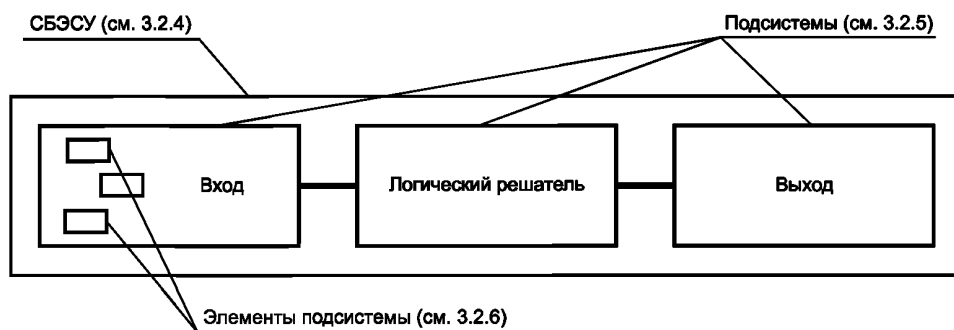 СБЭСУ (см. 3.2.4)
Подсистемы (см. 3.2.5)
Вход
Логический решатель
Выход
Элементы подсистемы (см. 3.2.6)